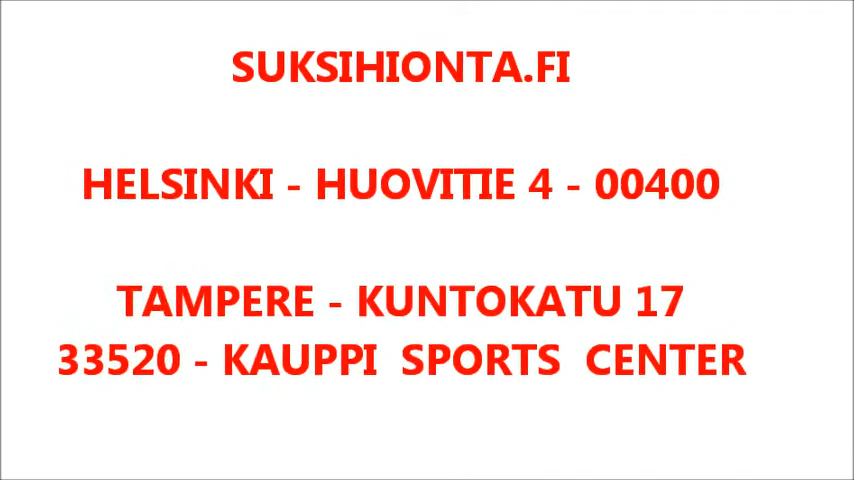 SUKSIHIONTA.FI
HELSINKI - HUOVITIE 4 - 00400
TAMPERE - KUNTOKATU 17
33520 - KAUPPI SPORTS CENTER